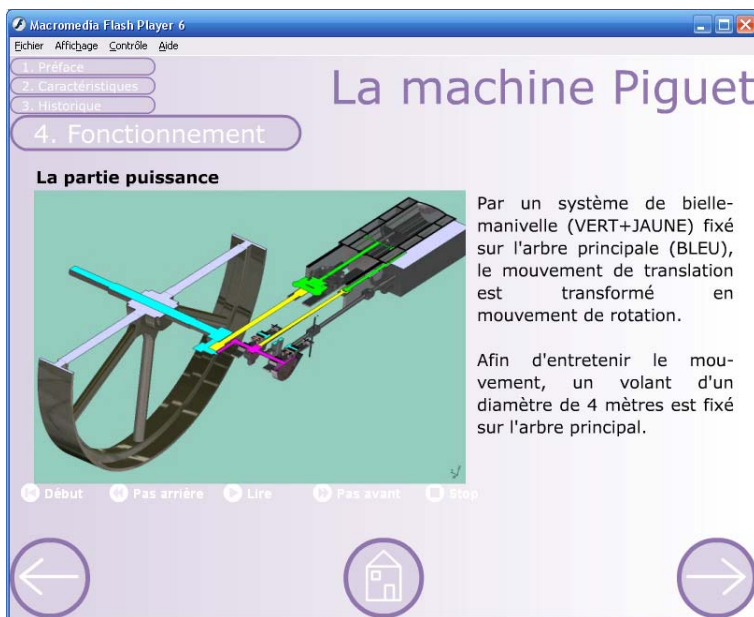 Macromedia Flash Player 6
Fichier Affichage Contrôle Aide
1. Préface
2. Caractéristiques
3. Historique
4. Fonctionnement
La machine Piguet
La partie puissance
Par un système de bielle-
manivelle (VERT+JAUNE) fixé
sur l'arbre principale (BLEU),
le mouvement de translation
est transformé en
mouvement de rotation.
Afin d'entretenir le mou-
vement, un volant d'un
diamètre de 4 mètres est fixé
sur l'arbre principal.
Début Pas arrière Lire Pas avant Stop